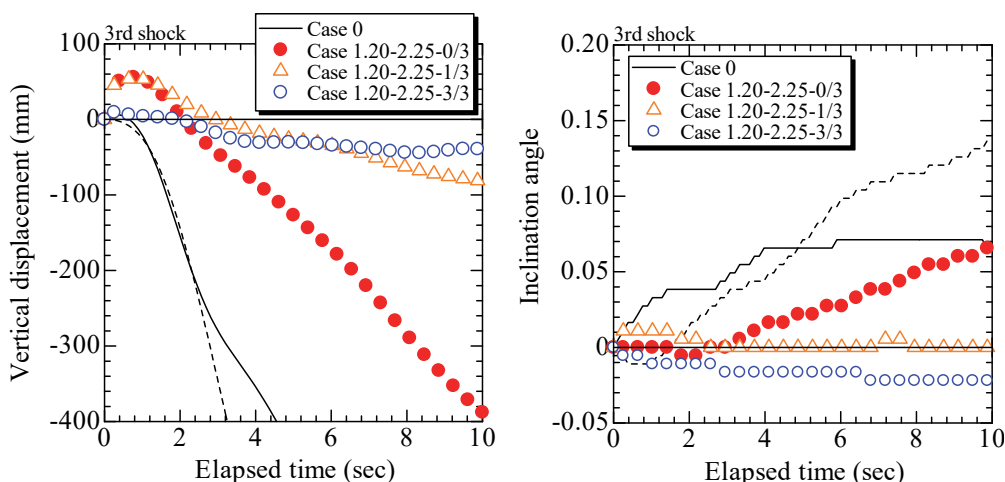 3rd shock
Case 0
Case 1.20-2.25-0/3
Case 1.20-2.25-1/3
Case 1.20-2.25-3/3
Vertical displacement (mm)
100
0
-100
-200
-300
-400
0 2 4 6 8 10
Elapsed time (sec)
3rd shock
Case 0
Case 1.20-2.25-0/3
Case 1.20-2.25-1/3
Case 1.20-2.25-3/3
Inclination angle
0.20
0.15
0.10
0.05
0
-0.05
0 2 4 6 8 10
Elapsed time (sec)